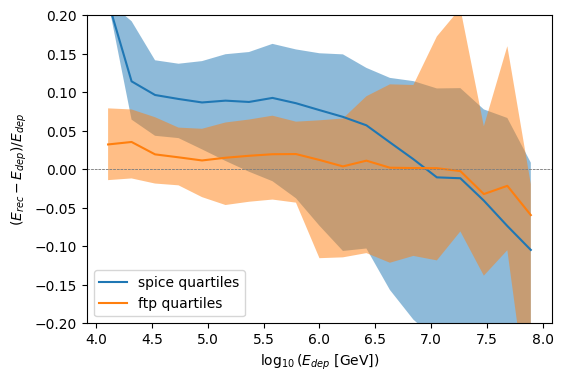 0.20
0.15
0.10
0.05
0.00
−0.05
−0.10
−0.15
−0.20
(E_rec − E_dep)/E_dep
spice quartiles
ftp quartiles
4.0 4.5 5.0 5.5 6.0 6.5 7.0 7.5 8.0
log₁₀(E_dep [GeV])